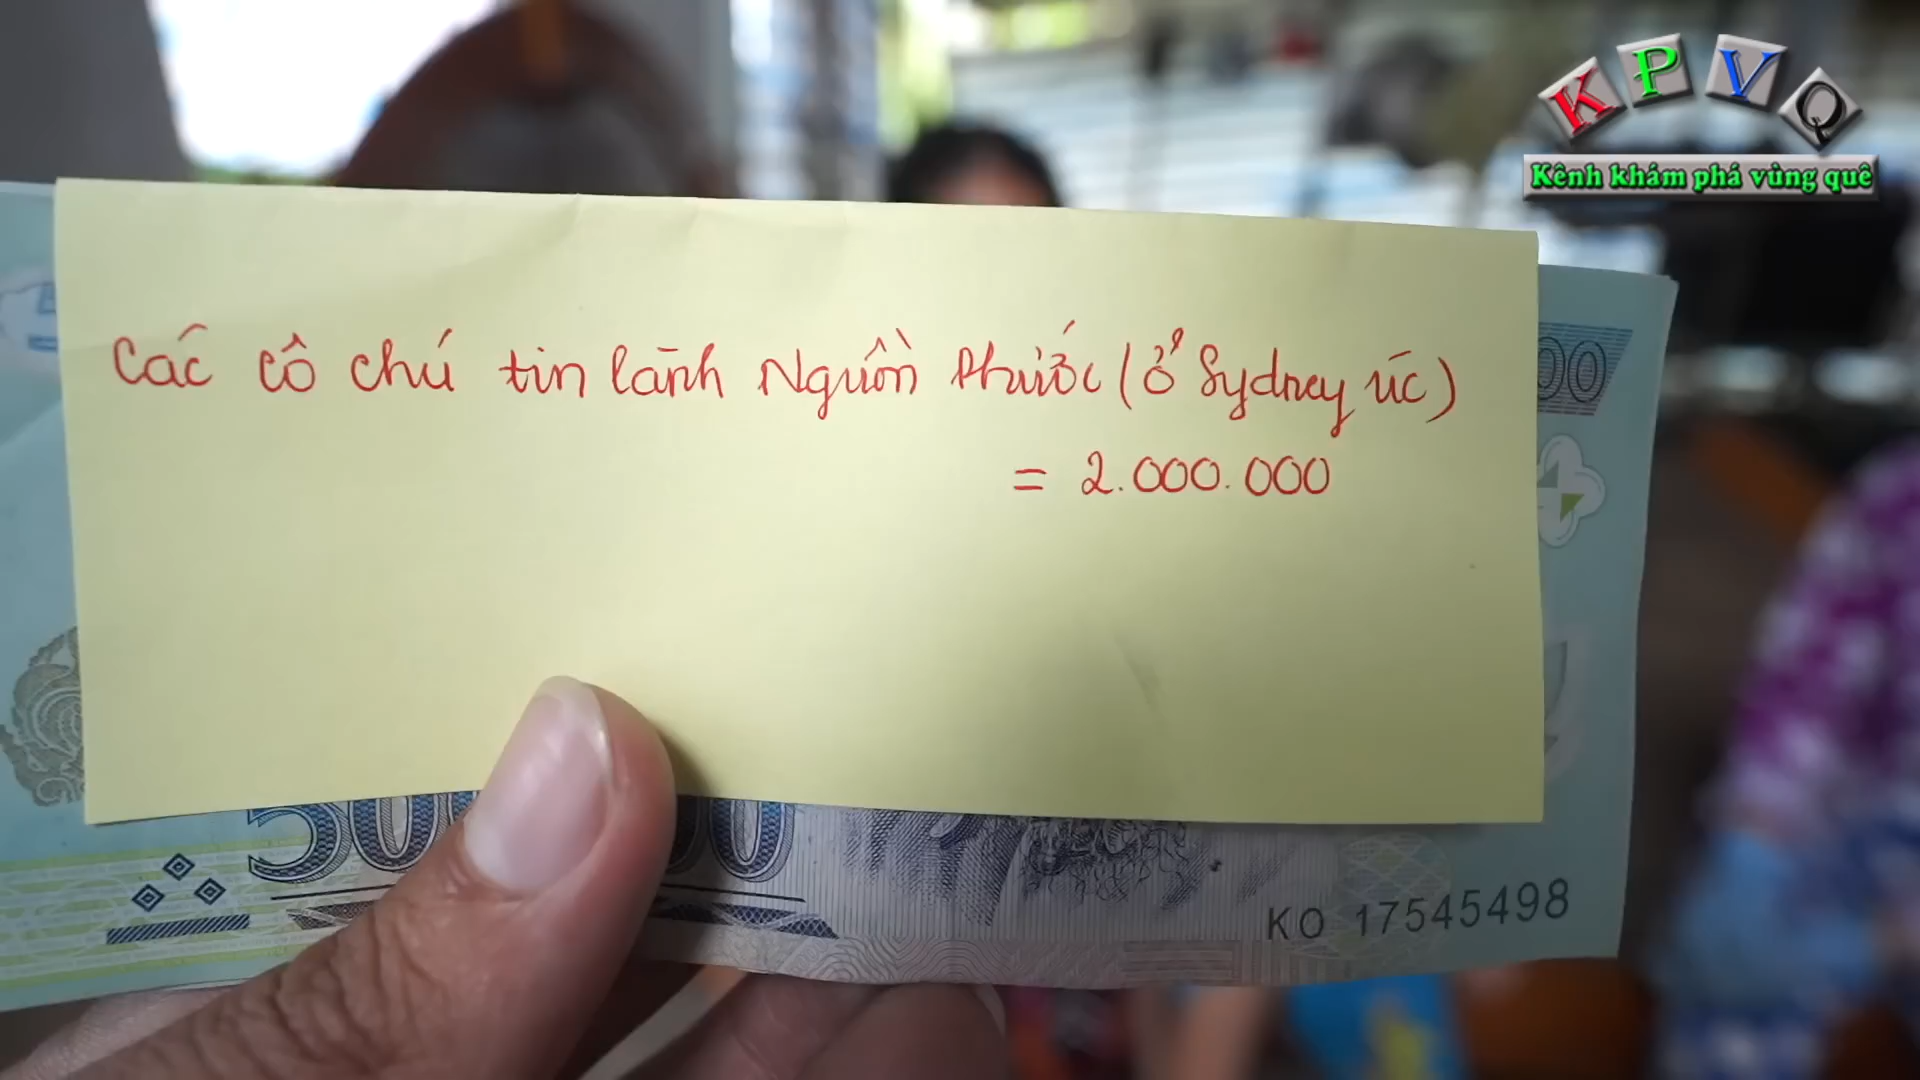 K P V Q
Kênh khám phá vùng quê
Các cô chú tin lành Nguồn Phước (ở Sydney úc)
= 2.000.000
00
KO 17545498